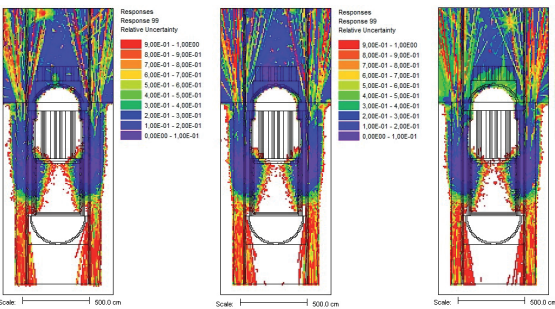 Responses
Response 99
Relative Uncertainty
9,00E-01 - 1,00E00
8,00E-01 - 9,00E-01
7,00E-01 - 8,00E-01
6,00E-01 - 7,00E-01
5,00E-01 - 6,00E-01
4,00E-01 - 5,00E-01
3,00E-01 - 4,00E-01
2,00E-01 - 3,00E-01
1,00E-01 - 2,00E-01
0,00E00 - 1,00E-01
Scale:
500.0 cm
Responses
Response 99
Relative Uncertainty
9,00E-01 - 1,00E00
8,00E-01 - 9,00E-01
7,00E-01 - 8,00E-01
6,00E-01 - 7,00E-01
5,00E-01 - 6,00E-01
4,00E-01 - 5,00E-01
3,00E-01 - 4,00E-01
2,00E-01 - 3,00E-01
1,00E-01 - 2,00E-01
0,00E00 - 1,00E-01
Scale:
500.0 cm
Scale:
500.0 cm